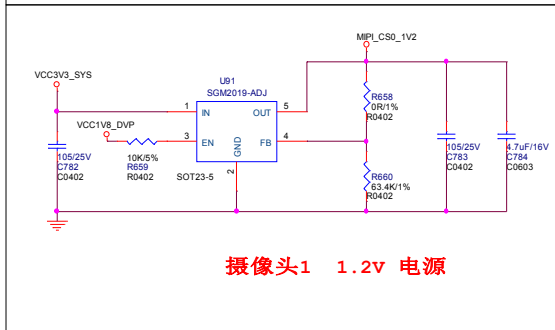 MIPI_CS0_1V2
U91
SGM2019-ADJ
VCC3V3_SYS
R658
0R/1%
R0402
1
IN
OUT
5
VCC1V8_DVP
3
EN
FB
4
GND
2
105/25V
C782
C0402
10K/5%
R659
R0402
SOT23-5
R660
63.4K/1%
R0402
105/25V
C783
C0402
4.7uF/16V
C784
C0603
摄像头1 1.2V 电源